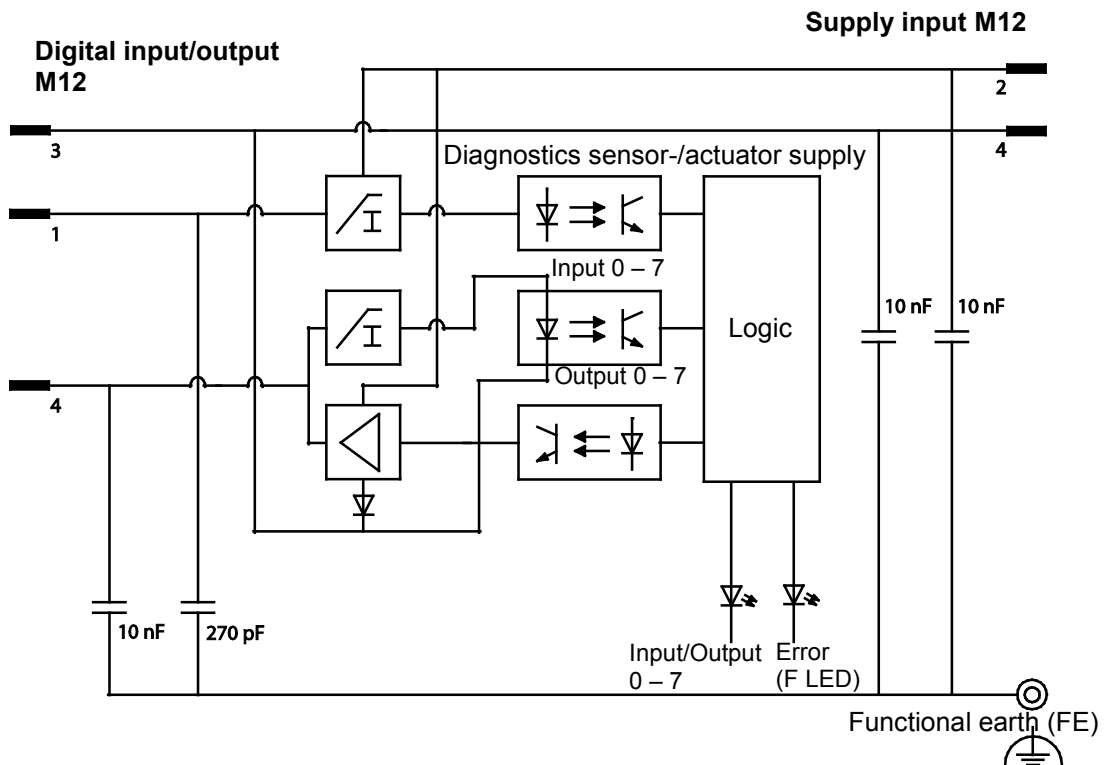 Supply input M12
Digital input/output
M12
2
3
4
Diagnostics sensor-/actuator supply
1
Input 0 – 7
10 nF
10 nF
Logic
Output 0 – 7
4
10 nF
270 pF
Input/Output
0 – 7
Error
(F LED)
Functional earth (FE)